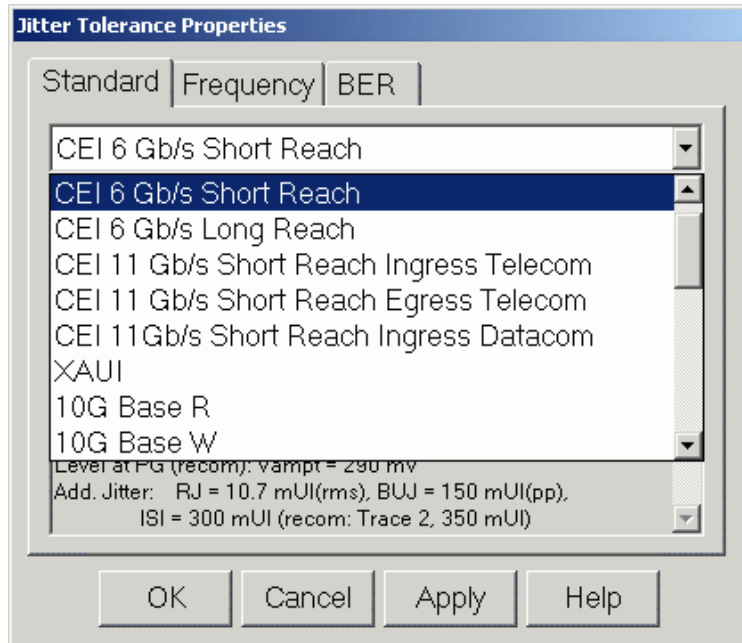 Jitter Tolerance Properties
Standard Frequency BER
CEI 6 Gb/s Short Reach
CEI 6 Gb/s Short Reach
CEI 6 Gb/s Long Reach
CEI 11 Gb/s Short Reach Ingress Telecom
CEI 11 Gb/s Short Reach Egress Telecom
CEI 11Gb/s Short Reach Ingress Datacom
XAUI
10G Base R
10G Base W
Level at PG (recom): Vampt = 290 mV
Add. Jitter: RJ = 10.7 mUI(rms), BUJ = 150 mUI(pp),
ISI = 300 mUI (recom: Trace 2, 350 mUI)
OK Cancel Apply Help